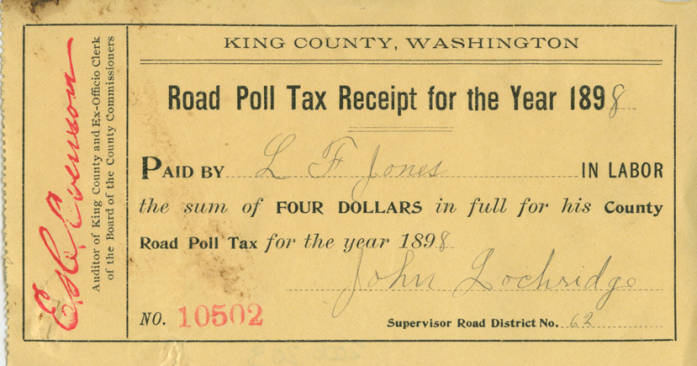 KING COUNTY, WASHINGTON
Road Poll Tax Receipt for the Year 1898
PAID BY L F Jones IN LABOR
the sum of FOUR DOLLARS in full for his County
Road Poll Tax for the year 1898
John Lochridge
NO. 10502
Supervisor Road District No. 62
Auditor of King County and Ex-Officio Clerk
of the Board of the County Commissioners